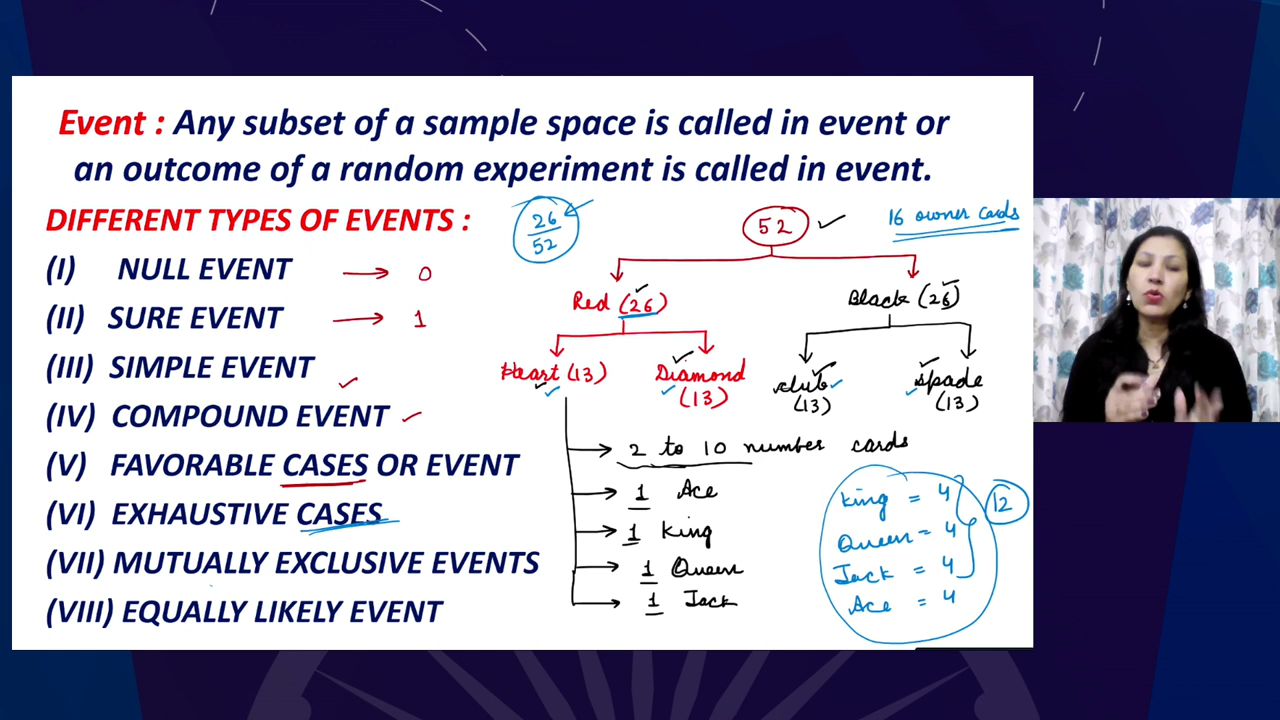 Event : Any subset of a sample space is called in event or
an outcome of a random experiment is called in event.
DIFFERENT TYPES OF EVENTS :
(I) NULL EVENT → 0
(II) SURE EVENT → 1
(III) SIMPLE EVENT
(IV) COMPOUND EVENT
(V) FAVORABLE CASES OR EVENT
(VI) EXHAUSTIVE CASES
(VII) MUTUALLY EXCLUSIVE EVENTS
(VIII) EQUALLY LIKELY EVENT
26
52
52
16 owner cards
Red (26)
Black (26)
Heart (13)
Diamond
(13)
Club
(13)
Spade
(13)
2 to 10 number cards
1 Ace
1 King
1 Queen
1 Jack
King = 4
Queen = 4
Jack = 4
Ace = 4
12